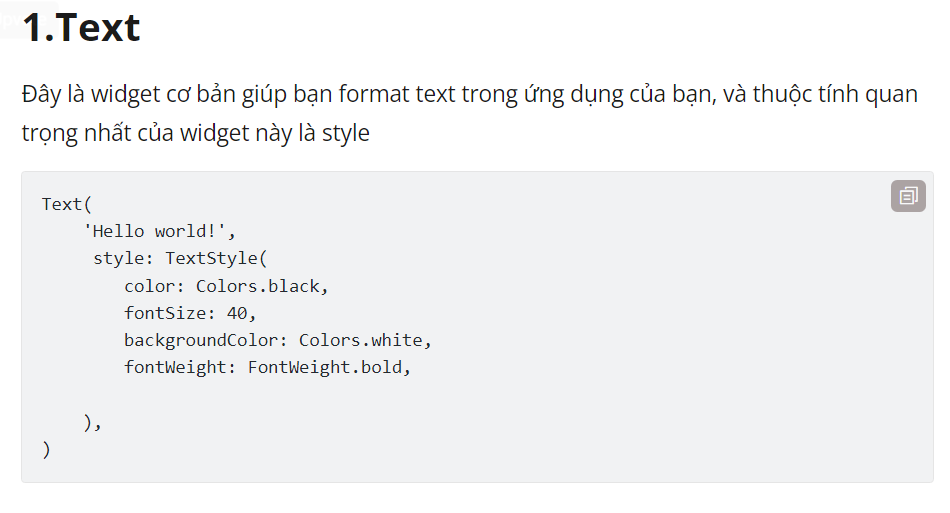 1.Text
Đây là widget cơ bản giúp bạn format text trong ứng dụng của bạn, và thuộc tính quan
trọng nhất của widget này là style
Text(
    'Hello world!',
     style: TextStyle(
        color: Colors.black,
        fontSize: 40,
        backgroundColor: Colors.white,
        fontWeight: FontWeight.bold,

    ),
)